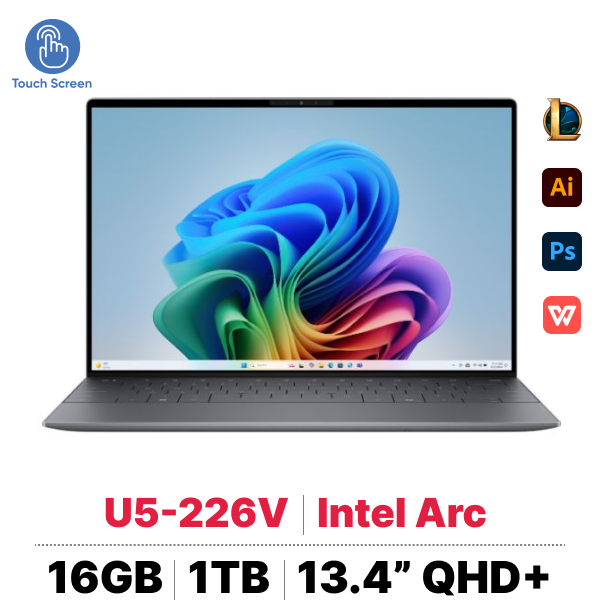 Touch Screen
L
Ai
Ps
W
U5-226V | Intel Arc
16GB | 1TB | 13.4” QHD+